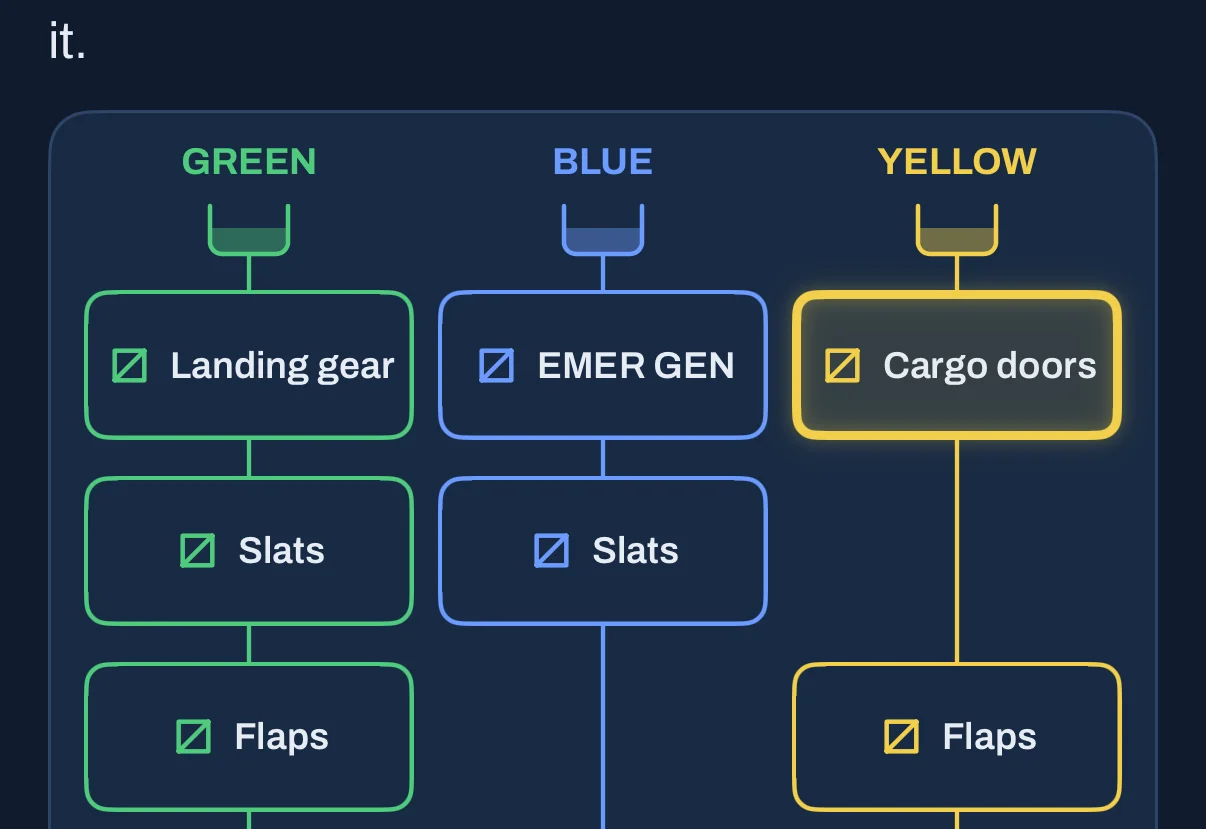 it.
GREEN BLUE YELLOW
Landing gear EMER GEN Cargo doors
Slats Slats
Flaps Flaps